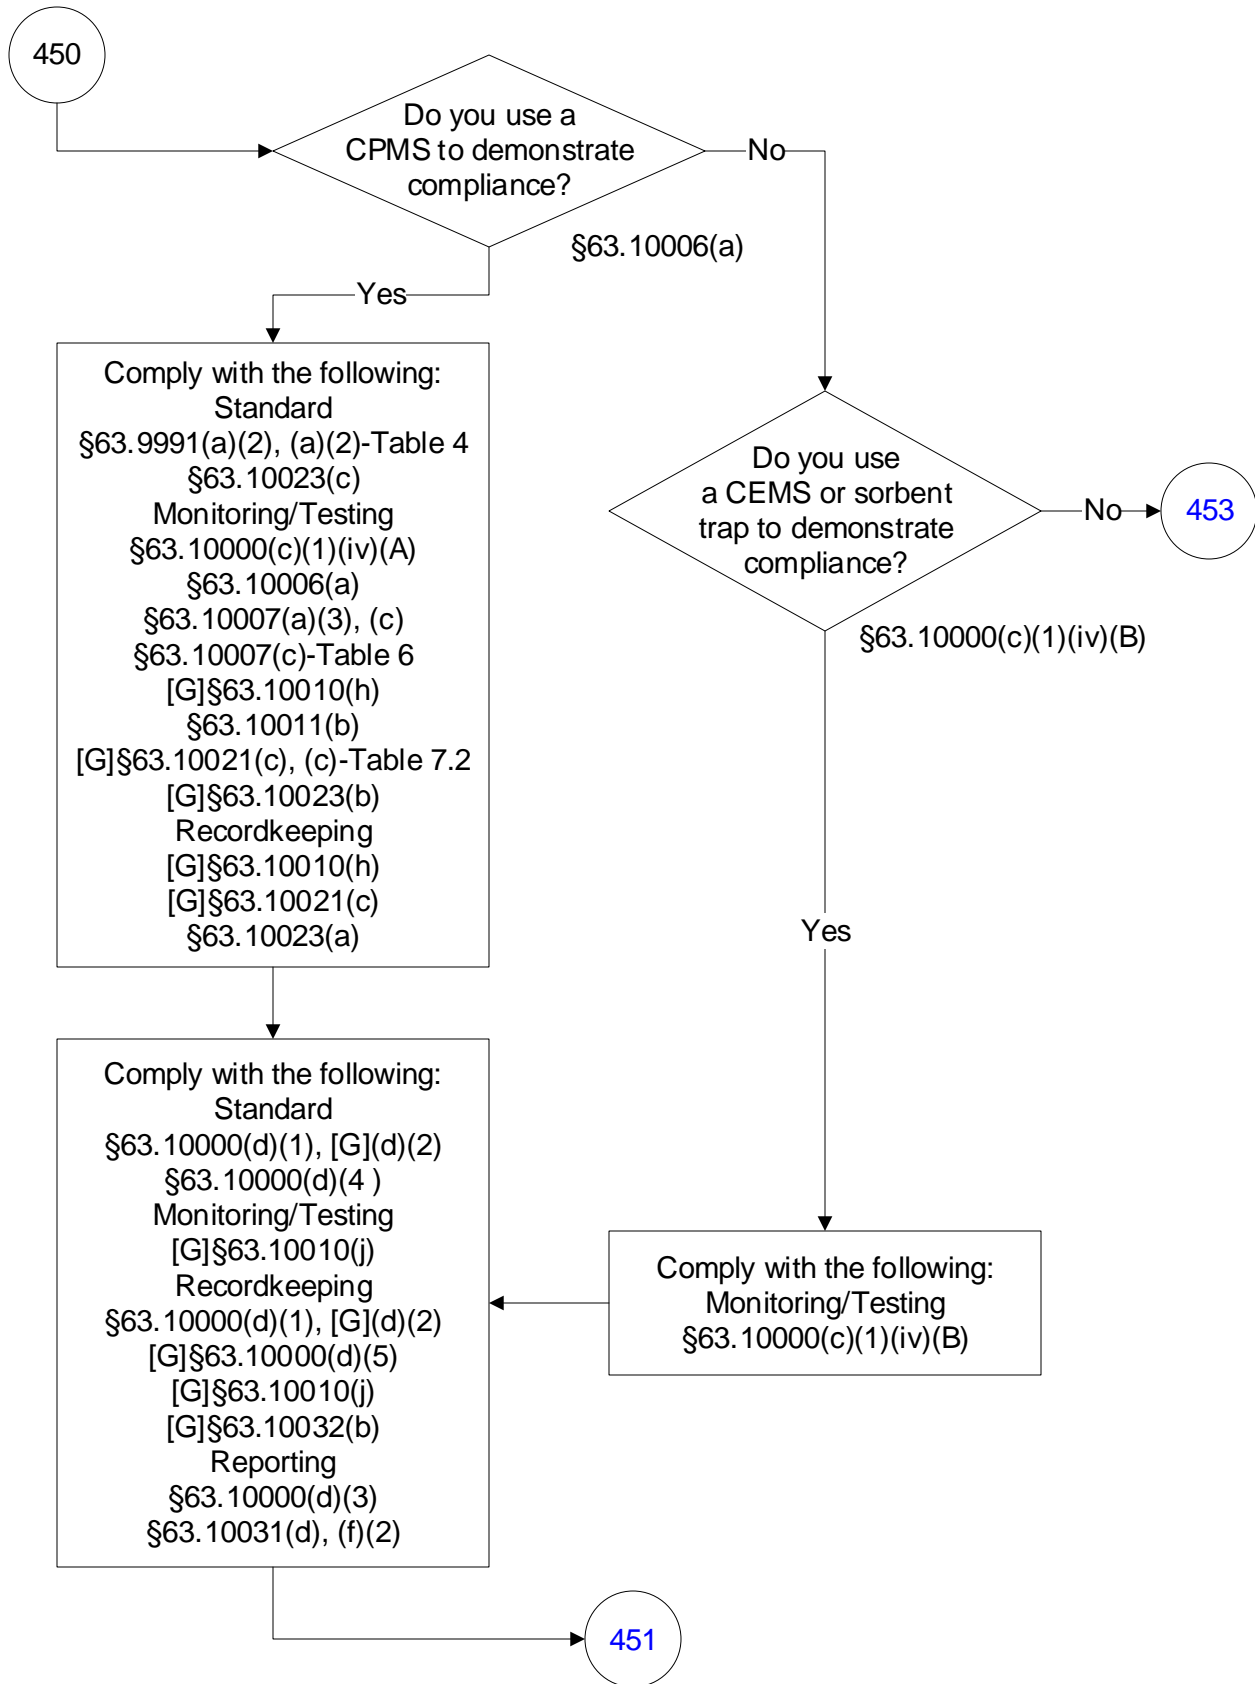 450
Do you use a
CPMS to demonstrate
compliance?
No
§63.10006(a)
Yes
Comply with the following:
Standard
§63.9991(a)(2), (a)(2)-Table 4
§63.10023(c)
Monitoring/Testing
§63.10000(c)(1)(iv)(A)
§63.10006(a)
§63.10007(a)(3), (c)
§63.10007(c)-Table 6
[G]§63.10010(h)
§63.10011(b)
[G]§63.10021(c), (c)-Table 7.2
[G]§63.10023(b)
Recordkeeping
[G]§63.10010(h)
[G]§63.10021(c)
§63.10023(a)
Do you use
a CEMS or sorbent
trap to demonstrate
compliance?
No
453
§63.10000(c)(1)(iv)(B)
Yes
Comply with the following:
Monitoring/Testing
§63.10000(c)(1)(iv)(B)
Comply with the following:
Standard
§63.10000(d)(1), [G](d)(2)
§63.10000(d)(4 )
Monitoring/Testing
[G]§63.10010(j)
Recordkeeping
§63.10000(d)(1), [G](d)(2)
[G]§63.10000(d)(5)
[G]§63.10010(j)
[G]§63.10032(b)
Reporting
§63.10000(d)(3)
§63.10031(d), (f)(2)
451